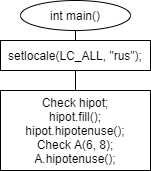 int main()
setlocale(LC_ALL, "rus");
Check hipot;
hipot.fill();
hipot.hipotenuse();
Check A(6, 8);
A.hipotenuse();